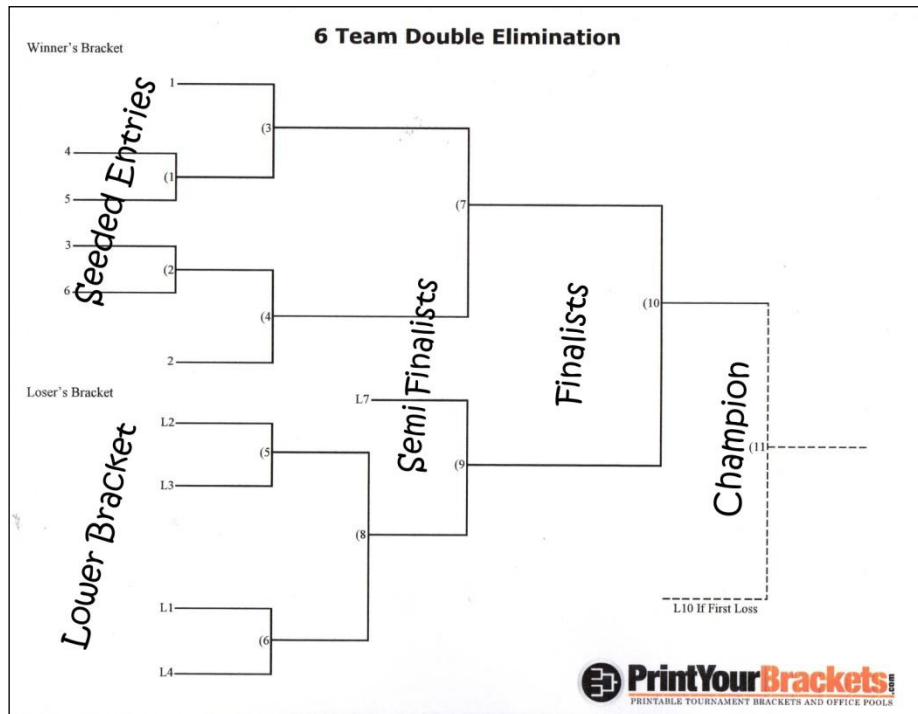 6 Team Double Elimination
Winner's Bracket
1
(3
4
(1
5
Seeded Entries
(7
3
(2
6
(4
2
(10
Semi Finalists
Finalists
Champion
Loser's Bracket
L7
L2
(5
L3
(9
(11
Lower Bracket
(8
L1
(6
L4
L10 If First Loss
PrintYourBrackets.com
PRINTABLE TOURNAMENT BRACKETS AND OFFICE POOLS